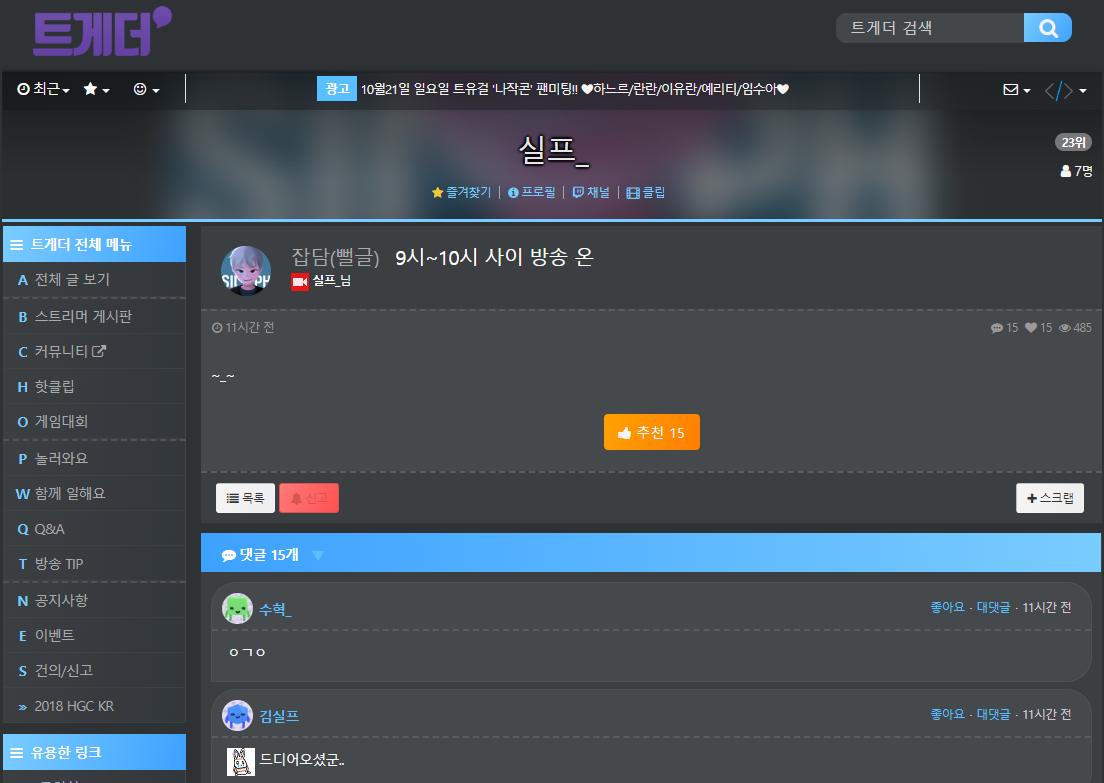 트게더
트게더 검색
최근
광고 10월21일 일요일 트유걸 '나작콘' 팬미팅!! ♥하느르/란란/이유란/예리티/임수아♥
실프_
23위
7명
즐겨찾기 | 프로필 | 채널 | 클립
트게더 전체 메뉴
A 전체 글 보기
B 스트리머 게시판
C 커뮤니티
H 핫클립
O 게임대회
P 놀러와요
W 함께 일해요
Q Q&A
T 방송 TIP
N 공지사항
E 이벤트
S 건의/신고
» 2018 HGC KR
유용한 링크
잡담(뻘글) 9시~10시 사이 방송 온
실프_님
11시간 전
15 15 485
~_~
추천 15
목록 신고
스크랩
댓글 15개 ▼
수혁_
좋아요 · 대댓글 · 11시간 전
ㅇㄱㅇ
김실프
좋아요 · 대댓글 · 11시간 전
드디어오셨군..